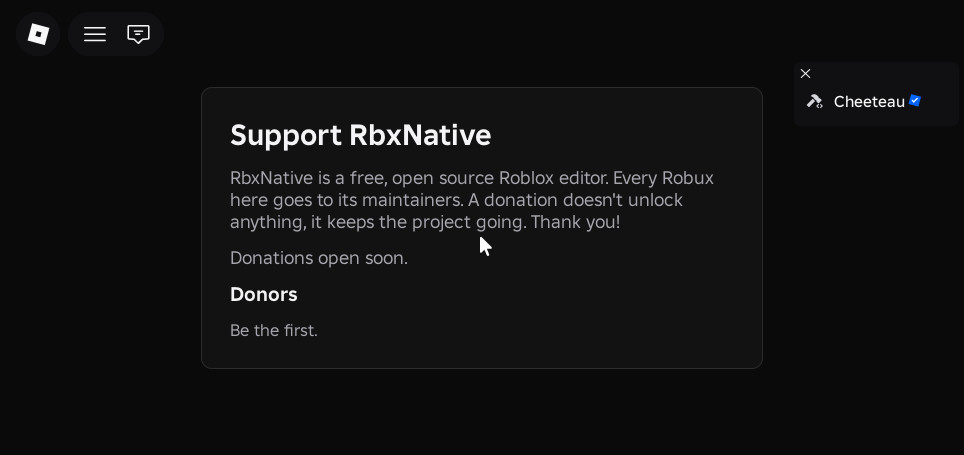 Cheeteau
Support RbxNative
RbxNative is a free, open source Roblox editor. Every Robux
here goes to its maintainers. A donation doesn't unlock
anything, it keeps the project going. Thank you!
Donations open soon.
Donors
Be the first.